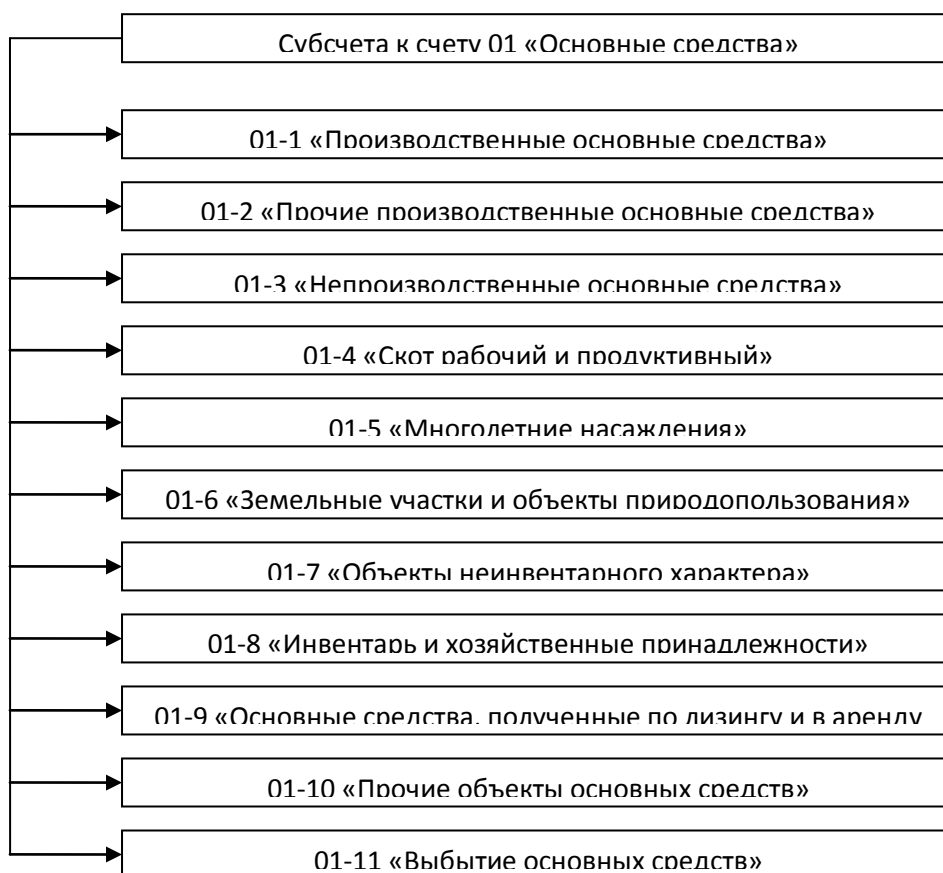 Субсчета к счету 01 «Основные средства»
01-1 «Производственные основные средства»
01-2 «Прочие производственные основные средства»
01-3 «Непроизводственные основные средства»
01-4 «Скот рабочий и продуктивный»
01-5 «Многолетние насаждения»
01-6 «Земельные участки и объекты природопользования»
01-7 «Объекты неинвентарного характера»
01-8 «Инвентарь и хозяйственные принадлежности»
01-9 «Основные средства, полученные по лизингу и в аренду
01-10 «Прочие объекты основных средств»
01-11 «Выбытие основных средств»